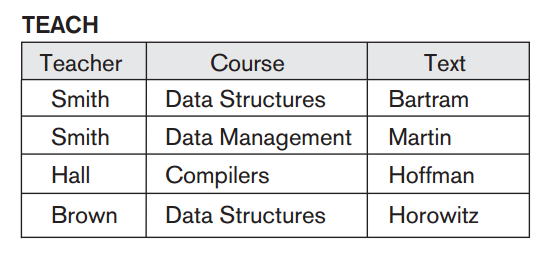 TEACH
Teacher Course Text
Smith Data Structures Bartram
Smith Data Management Martin
Hall Compilers Hoffman
Brown Data Structures Horowitz